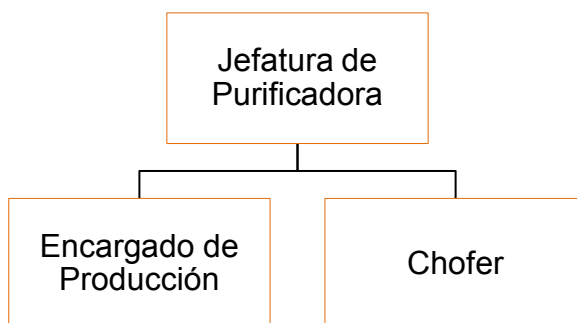 Jefatura de
Purificadora
Encargado de
Producción
Chofer